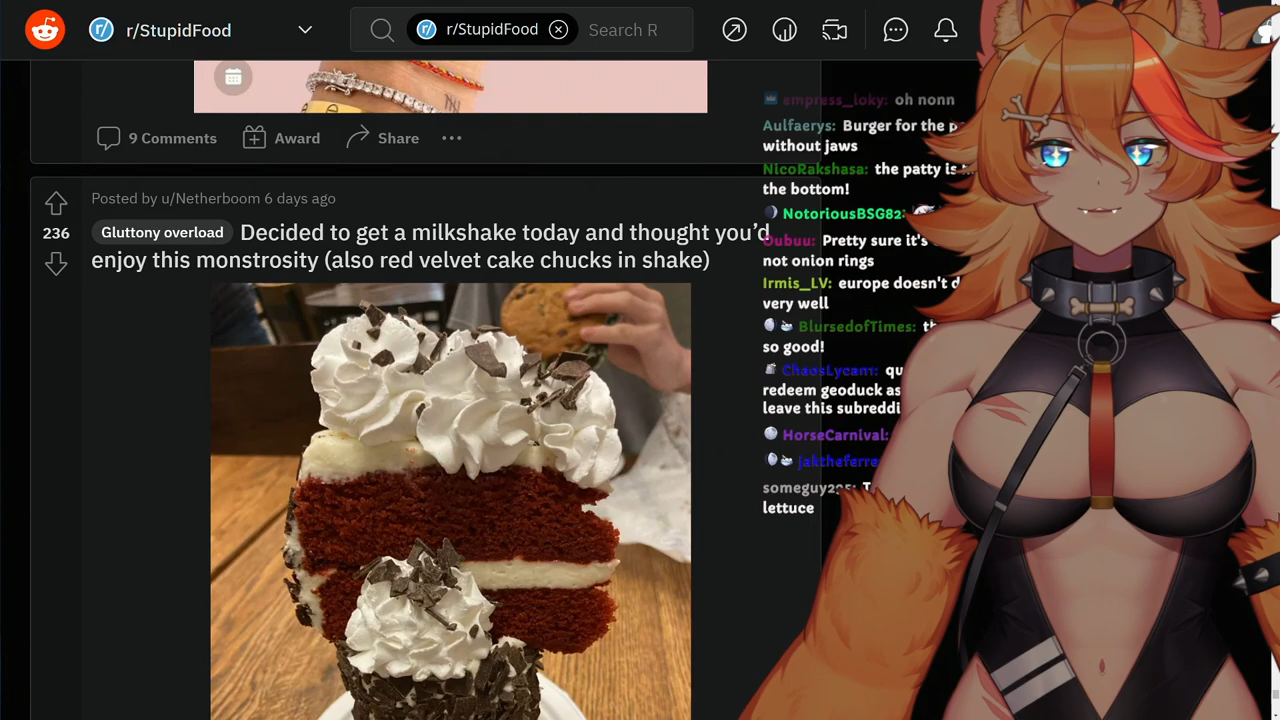 r/StupidFood
r/StupidFood
Search R
9 Comments
Award
Share
Posted by u/Netherboom 6 days ago
236
Gluttony overload
Decided to get a milkshake today and thought you'd
enjoy this monstrosity (also red velvet cake chucks in shake)
empress_loky: oh nonn
Aulfaerys: Burger for the
without jaws
NicoRakshasa: the patty is
the bottom!
NotoriousBSG82:
Oubuu: Pretty sure it's
not onion rings
Irmis_LV: europe doesn't
very well
BlursedofTimes:
so good!
ChaosLycan:
redeem geoduck as
leave this
HorseCarnival:
lettuce